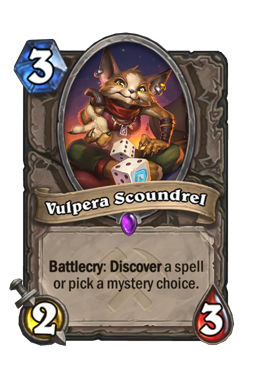 3
Vulpera Scoundrel
Battlecry: Discover a spell
or pick a mystery choice.
2
3